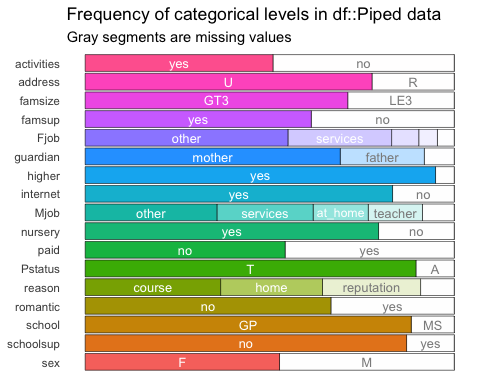 Frequency of categorical levels in df::Piped data
Gray segments are missing values
activities yes no
address U R
famsize GT3 LE3
famsup yes no
Fjob other services
guardian mother father
higher yes
internet yes no
Mjob other services at_home teacher
nursery yes no
paid no yes
Pstatus T A
reason course home reputation
romantic no yes
school GP MS
schoolsup no yes
sex F M